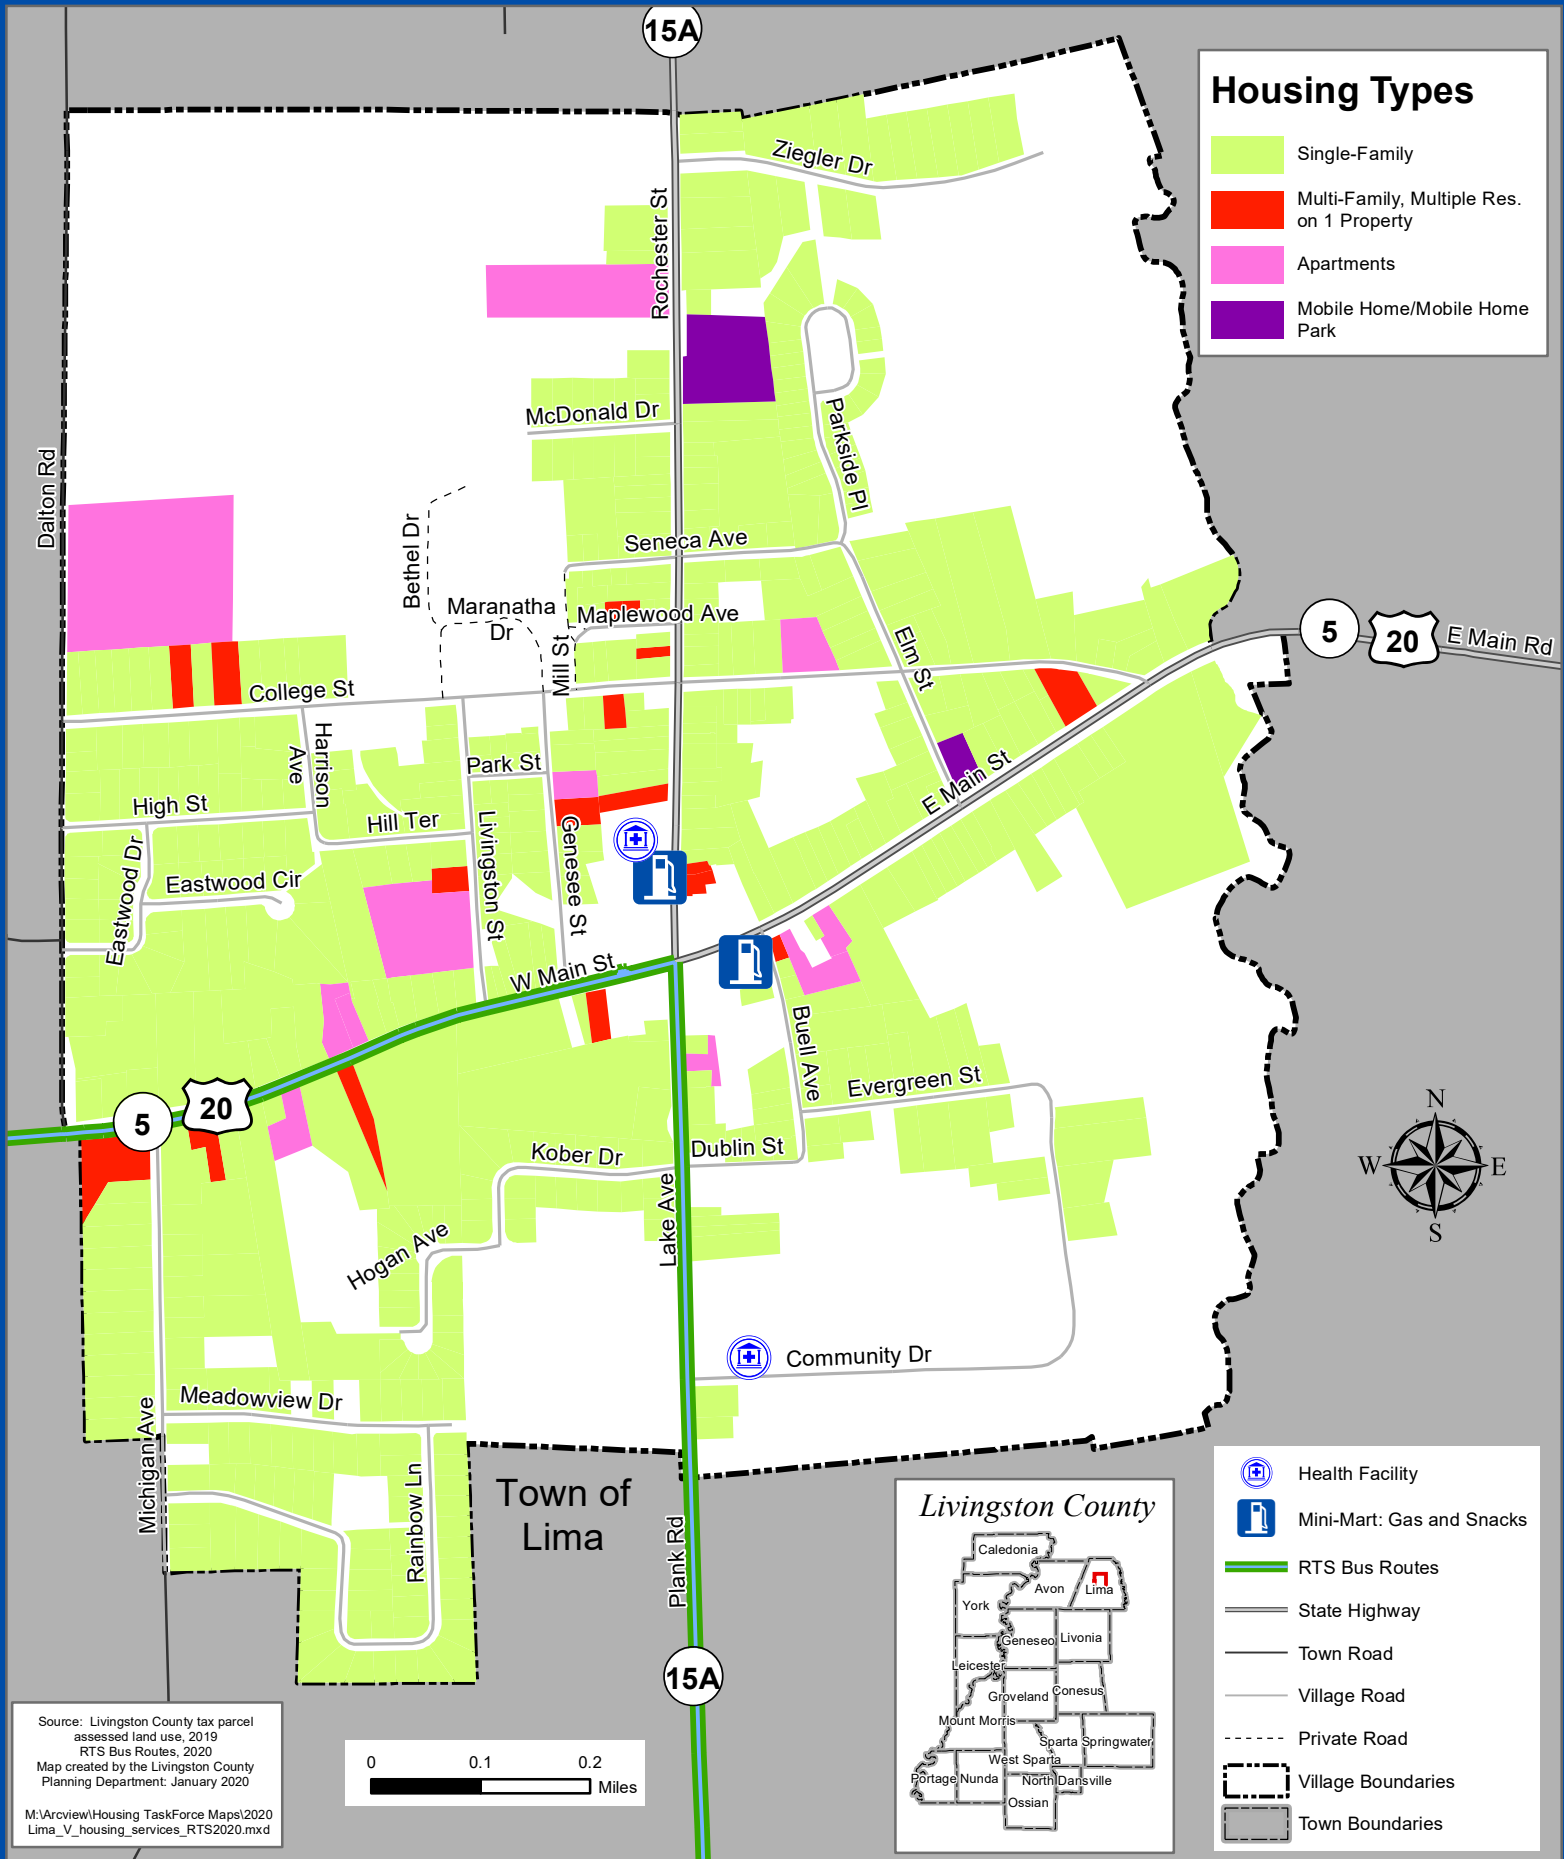 15A
Housing Types
Single-Family
Multi-Family, Multiple Res.
on 1 Property
Apartments
Mobile Home/Mobile Home
Park
Ziegler Dr
Rochester St
McDonald Dr
Parkside Pl
Dalton Rd
Bethel Dr
Seneca Ave
Maranatha
Dr
Maplewood Ave
Mill St
Elm St
5
20
E Main Rd
College St
Harrison
Ave
Park St
E Main St
High St
Hill Ter
Livingston St
Genesee St
Eastwood Dr
Eastwood Cir
W Main St
Buell Ave
Evergreen St
5
20
Kober Dr
Dublin St
Lake Ave
Hogan Ave
N
W
E
S
Community Dr
Meadowview Dr
Michigan Ave
Rainbow Ln
Town of
Lima
Plank Rd
15A
Livingston County
Caledonia
Avon
Lima
York
Geneseo
Livonia
Leicester
Groveland
Conesus
Mount Morris
Sparta
Springwater
West Sparta
Portage
Nunda
North Dansville
Ossian
Health Facility
Mini-Mart: Gas and Snacks
RTS Bus Routes
State Highway
Town Road
Village Road
Private Road
Village Boundaries
Town Boundaries
Source:  Livingston County tax parcel
assessed land use, 2019
RTS Bus Routes, 2020
Map created by the Livingston County
Planning Department: January 2020
M:\Arcview\Housing TaskForce Maps\2020
Lima_V_housing_services_RTS2020.mxd
0
0.1
0.2
Miles